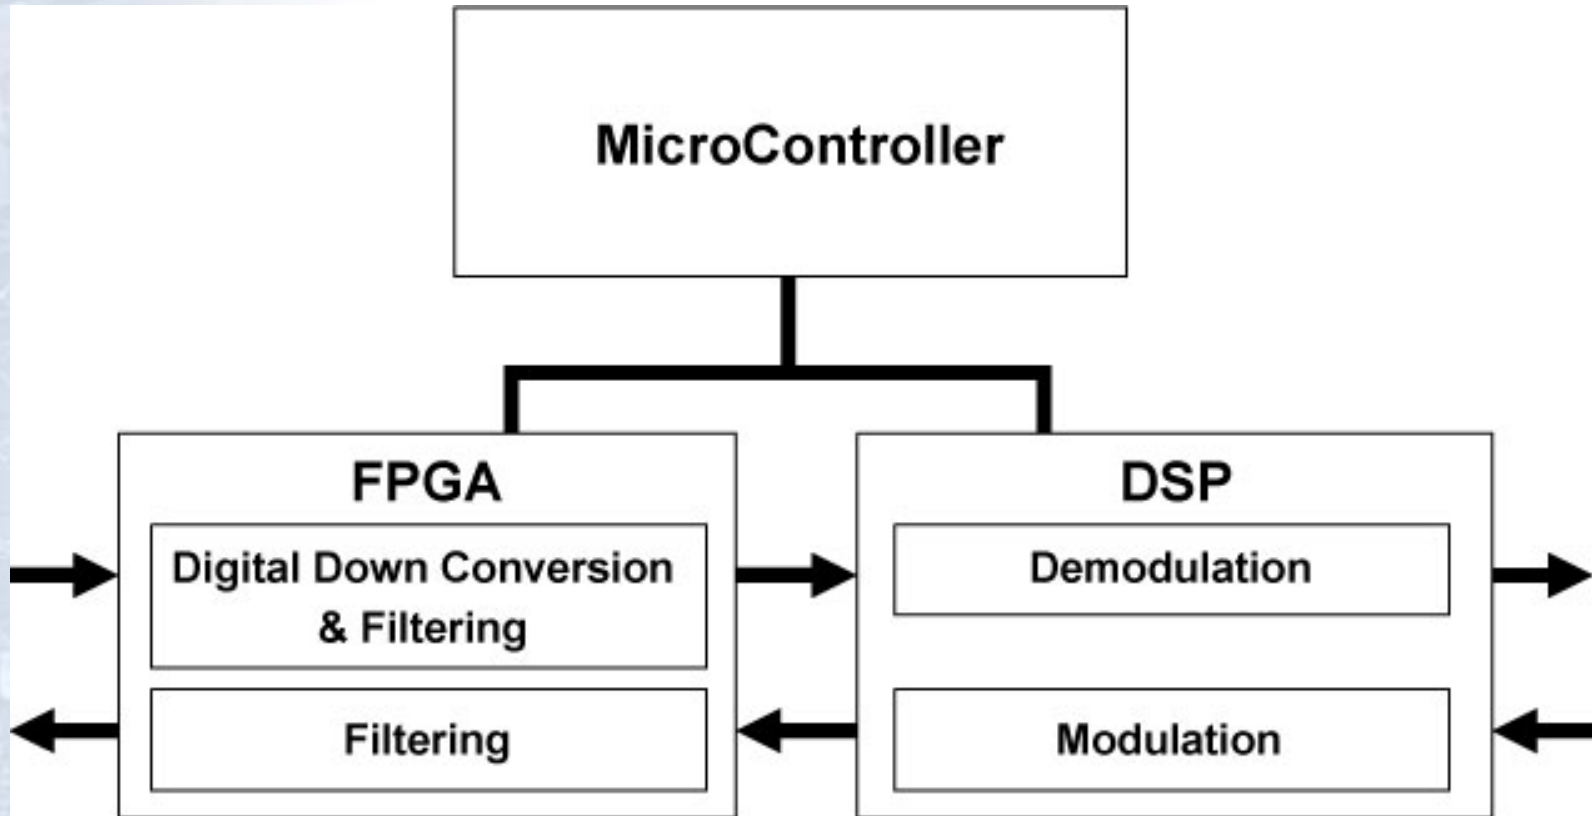 MicroController
FPGA
Digital Down Conversion
& Filtering
Filtering
DSP
Demodulation
Modulation